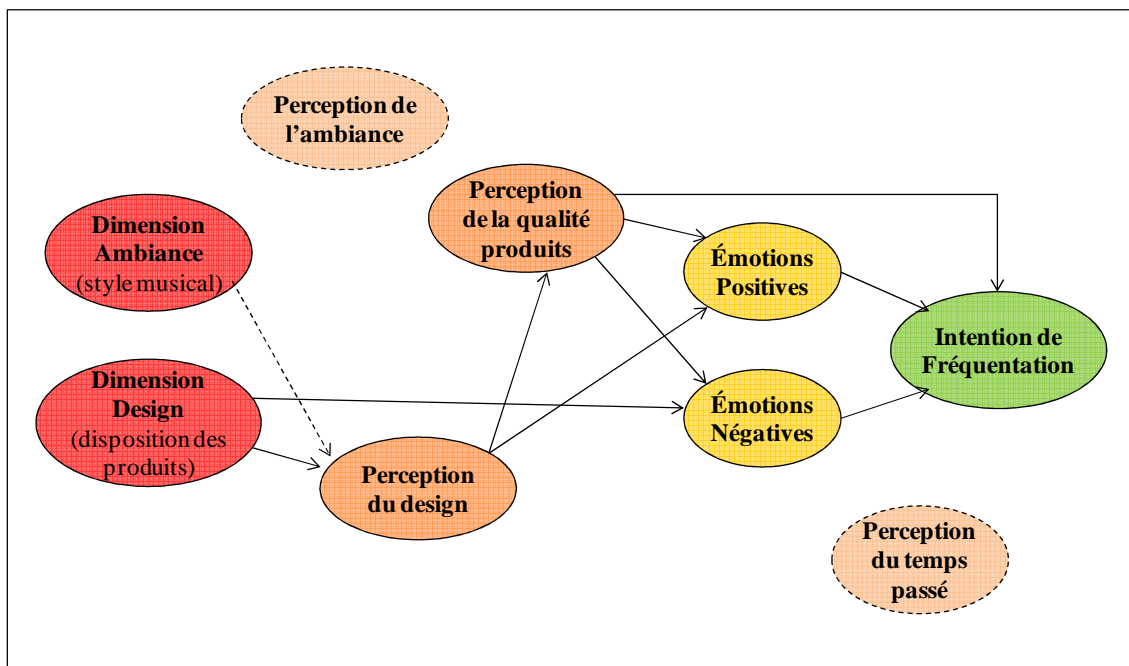 Perception de
l’ambiance
Perception
de la qualité
produits
Dimension
Ambiance
(style musical)
Émotions
Positives
Intention de
Fréquentation
Dimension
Design
(disposition des
produits)
Émotions
Négatives
Perception
du design
Perception
du temps
passé